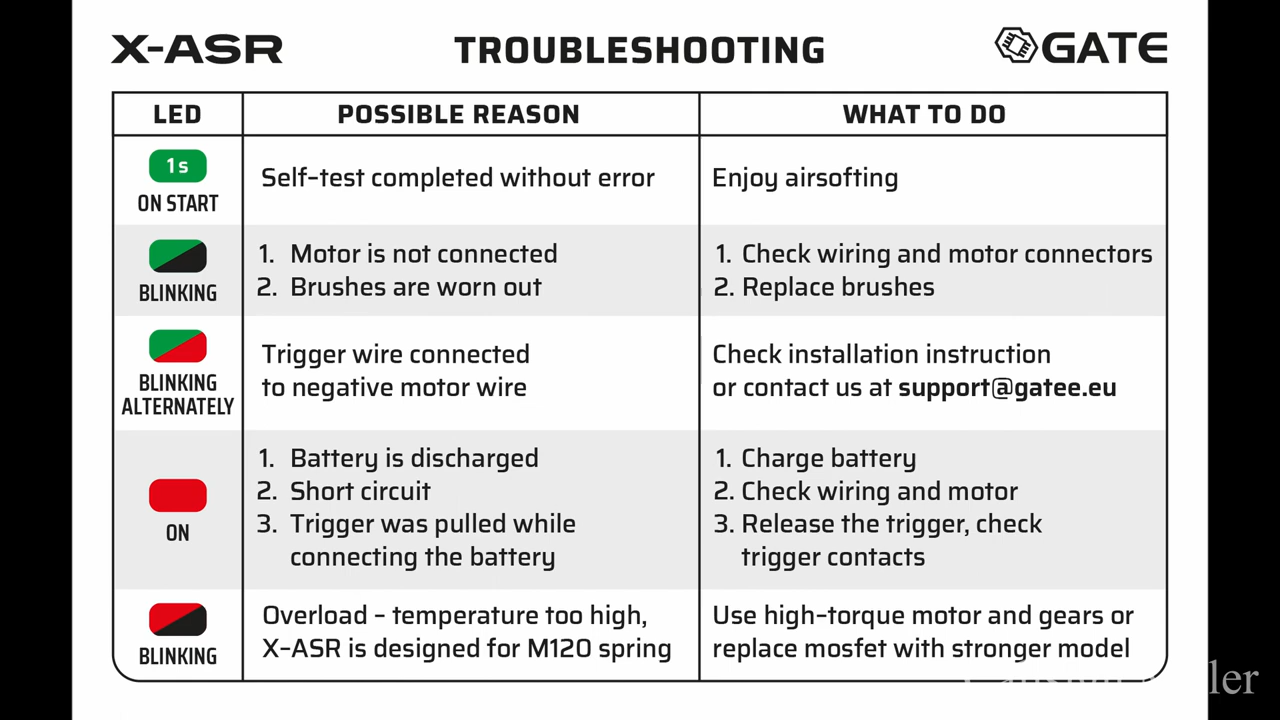 X-ASR
TROUBLESHOOTING
GATE
LED
POSSIBLE REASON
WHAT TO DO
1s
ON START
Self-test completed without error
Enjoy airsofting
BLINKING
1. Motor is not connected
2. Brushes are worn out
1. Check wiring and motor connectors
2. Replace brushes
BLINKING
ALTERNATELY
Trigger wire connected
to negative motor wire
Check installation instruction
or contact us at support@gatee.eu
ON
1. Battery is discharged
2. Short circuit
3. Trigger was pulled while
connecting the battery
1. Charge battery
2. Check wiring and motor
3. Release the trigger, check
trigger contacts
BLINKING
Overload - temperature too high,
X-ASR is designed for M120 spring
Use high-torque motor and gears or
replace mosfet with stronger model